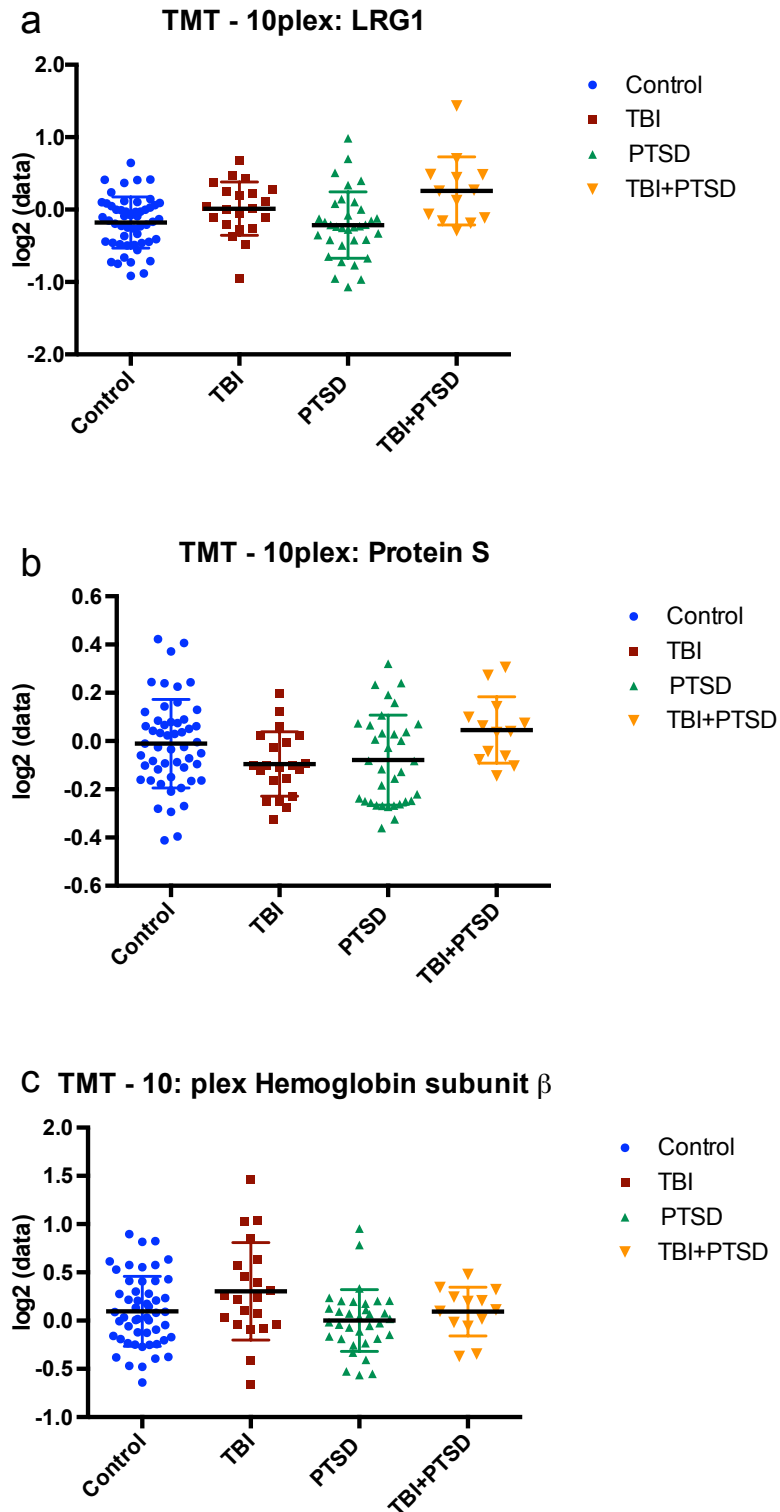 a
TMT - 10plex: LRG1
2.0
1.0
0.0
-1.0
-2.0
log2 (data)
Control
TBI
PTSD
TBI+PTSD
Control
TBI
PTSD
TBI+PTSD
b
TMT - 10plex: Protein S
0.6
0.4
0.2
0.0
-0.2
-0.4
-0.6
log2 (data)
Control
TBI
PTSD
TBI+PTSD
Control
TBI
PTSD
TBI+PTSD
c TMT - 10: plex Hemoglobin subunit β
2.0
1.5
1.0
0.5
0.0
-0.5
-1.0
log2 (data)
Control
TBI
PTSD
TBI+PTSD
Control
TBI
PTSD
TBI+PTSD